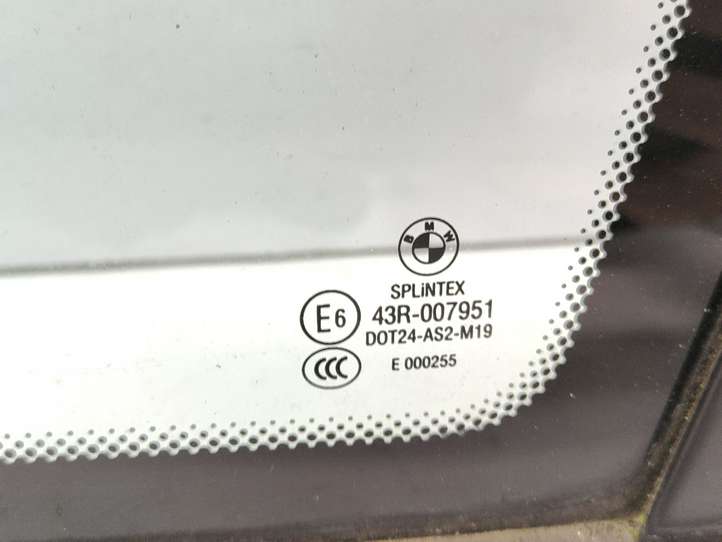 BMW
SPLiNTEX
E6 43R-007951
DOT24-AS2-M19
CCC E 000255